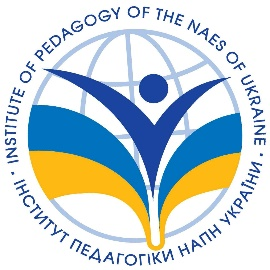 · INSTITUTE OF PEDAGOGY OF THE NAES OF UKRAINE ·
ІНСТИТУТ ПЕДАГОГІКИ НАПН УКРАЇНИ